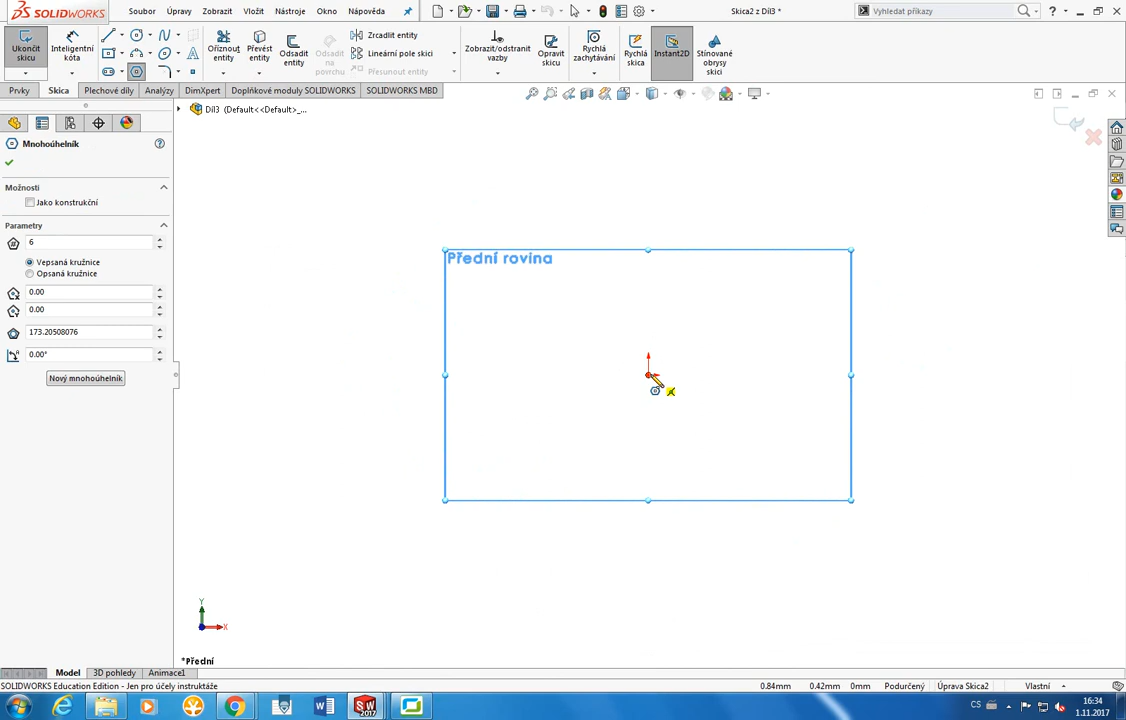 SOLIDWORKS
Soubor
Úpravy
Zobrazit
Vložit
Nástroje
Okno
Nápověda
Skica2 z Díl3 *
Vyhledat příkazy
Ukončit skicu
Inteligentní kóta
Oříznout entity
Převést entity
Odsadit entity
Odsadit na povrchu
Zrcadlit entity
Lineární pole skici
Přesunout entity
Zobrazit/odstranit vazby
Opravit skicu
Rychlá zachytávání
Rychlá skica
Instant2D
Stínované obrysy skici
Prvky
Skica
Plechové díly
Analýzy
DimXpert
Doplňkové moduly SOLIDWORKS
SOLIDWORKS MBD
Díl3 (Default<<Default>_...
Mnohoúhelník
Možnosti
Jako konstrukční
Parametry
6
Vepsaná kružnice
Opsaná kružnice
0.00
0.00
173.20508076
0.00°
Nový mnohoúhelník
Přední rovina
Y
X
*Přední
Model
3D pohledy
Animace1
SOLIDWORKS Education Edition - Jen pro účely instruktáže
0.84mm
0.42mm
0mm
Podurčený
Úprava Skica2
Vlastní
CS
16:34
1.11.2017